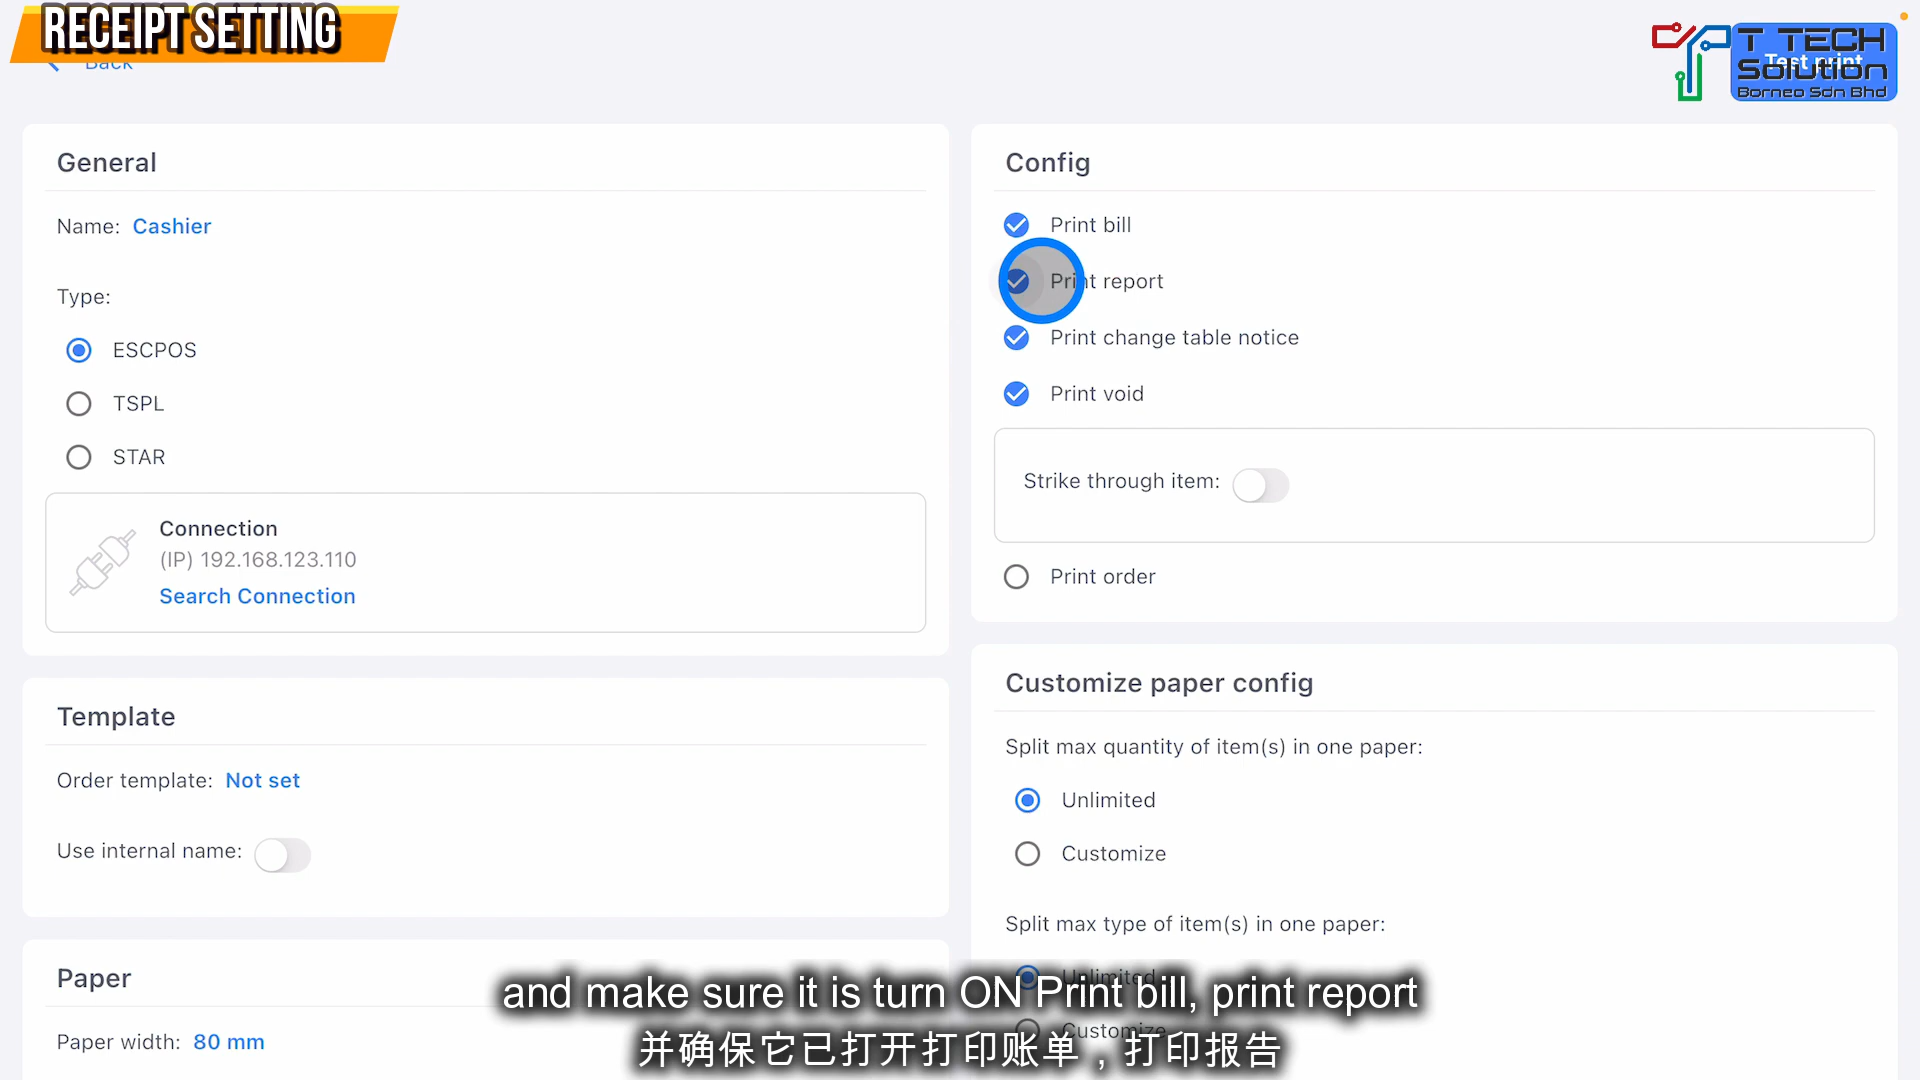 RECEIPT SETTING
Back
T TECH
Solution
Borneo Sdn Bhd
Test print
General
Name: Cashier
Type:
ESCPOS
TSPL
STAR
Connection
(IP) 192.168.123.110
Search Connection
Template
Order template: Not set
Use internal name:
Paper
Paper width: 80 mm
Config
Print bill
Print report
Print change table notice
Print void
Strike through item:
Print order
Customize paper config
Split max quantity of item(s) in one paper:
Unlimited
Customize
Split max type of item(s) in one paper:
Unlimited
Customize
and make sure it is turn ON Print bill, print report
并确保它已打开打印账单，打印报告